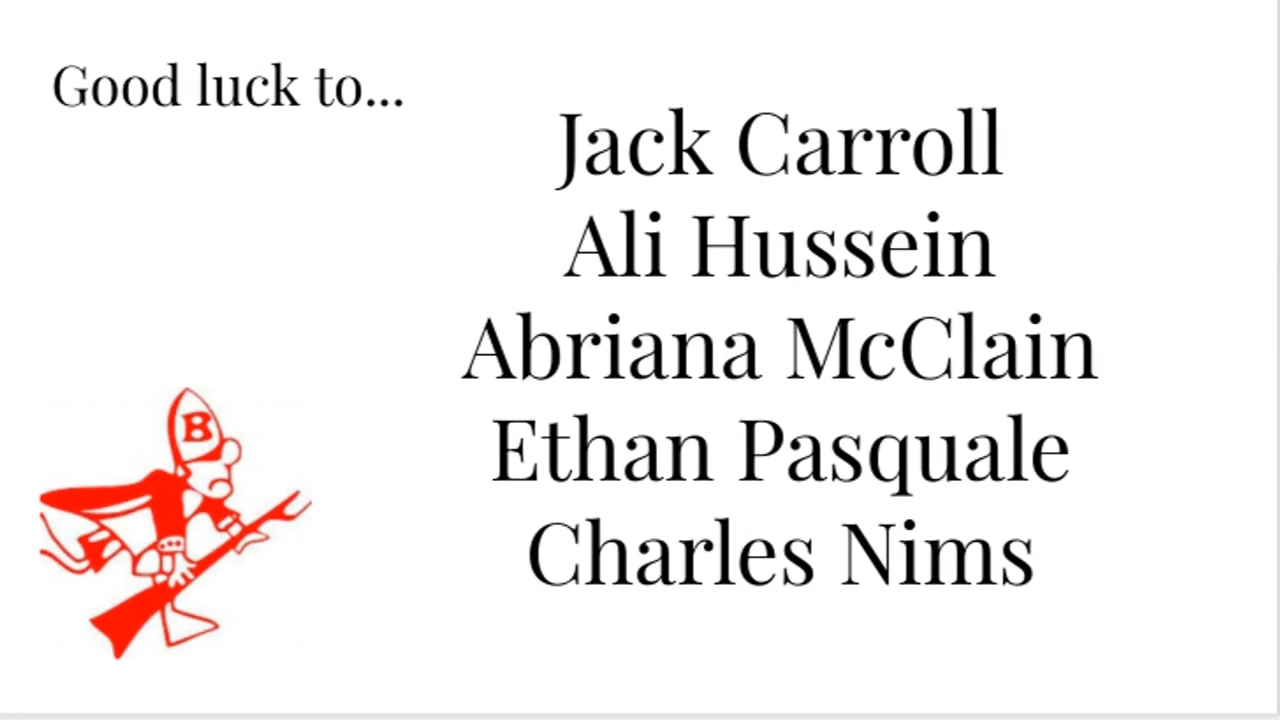 Good luck to...
Jack Carroll
Ali Hussein
Abriana McClain
Ethan Pasquale
Charles Nims
B